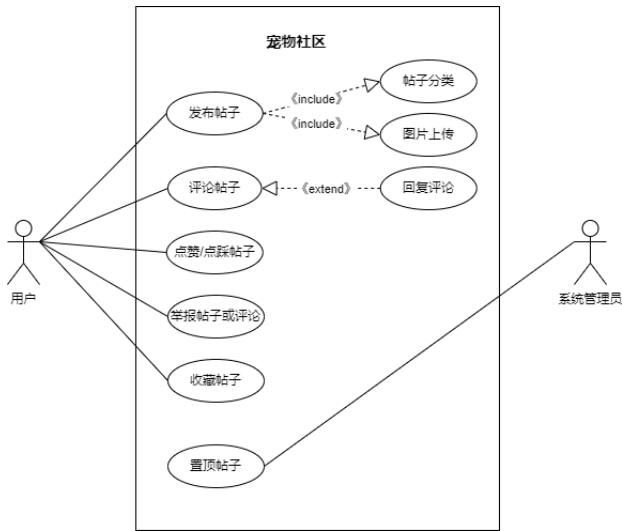 宠物社区
帖子分类
发布帖子
《include》
《include》
图片上传
评论帖子
《extend》
回复评论
点赞/点踩帖子
用户
系统管理员
举报帖子或评论
收藏帖子
置顶帖子